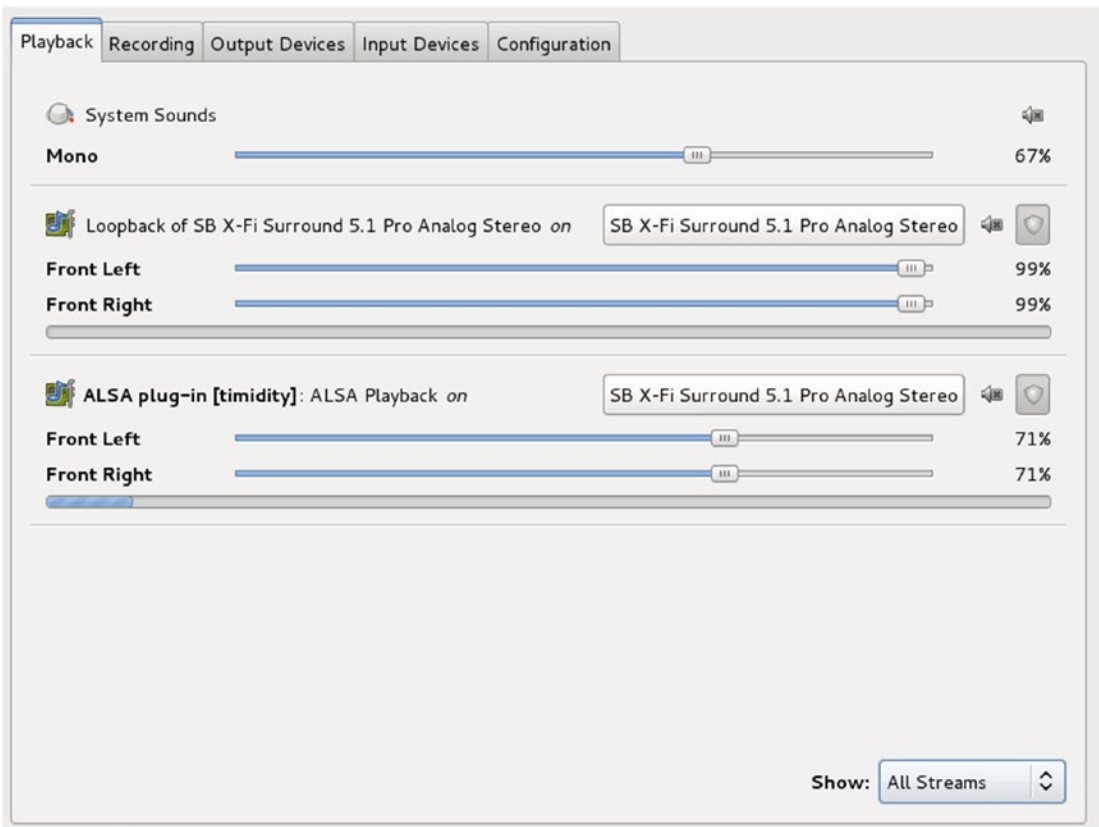 Playback Recording Output Devices Input Devices Configuration
System Sounds
Mono 67%
Loopback of SB X-Fi Surround 5.1 Pro Analog Stereo on SB X-Fi Surround 5.1 Pro Analog Stereo
Front Left 99%
Front Right 99%
ALSA plug-in [timidity]: ALSA Playback on SB X-Fi Surround 5.1 Pro Analog Stereo
Front Left 71%
Front Right 71%
Show: All Streams